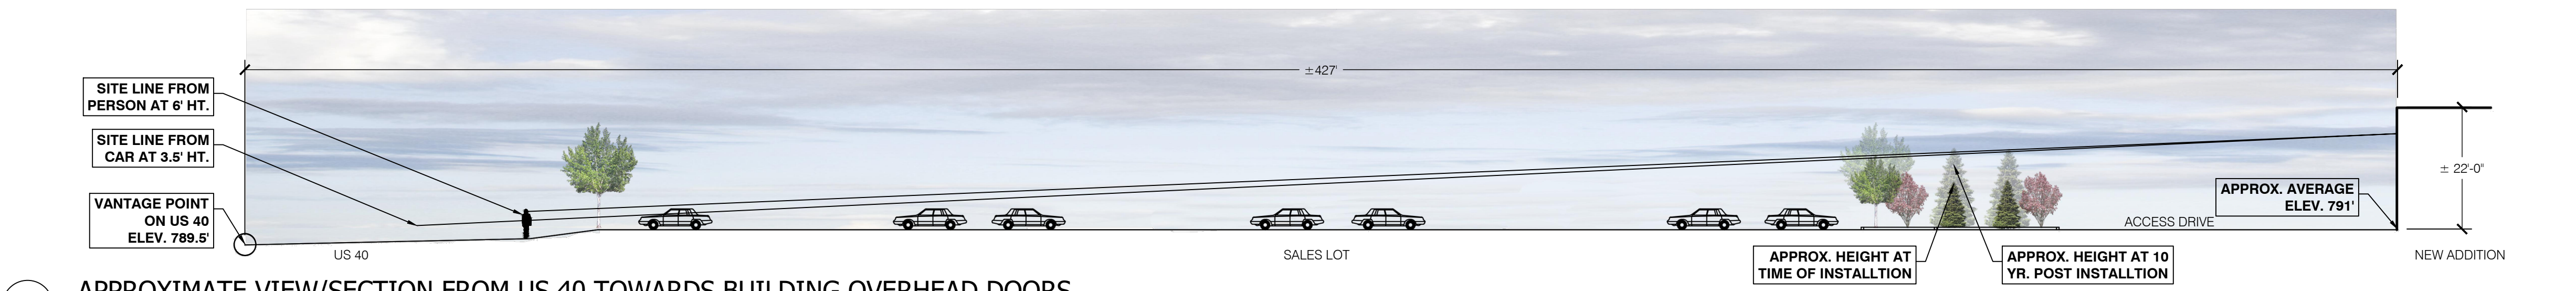 ±427'
SITE LINE FROM
PERSON AT 6' HT.
SITE LINE FROM
CAR AT 3.5' HT.
VANTAGE POINT
ON US 40
ELEV. 789.5'
US 40
SALES LOT
APPROX. HEIGHT AT
TIME OF INSTALLTION
APPROX. HEIGHT AT 10
YR. POST INSTALLTION
ACCESS DRIVE
APPROX. AVERAGE
ELEV. 791'
± 22'-0"
NEW ADDITION
APPROXIMATE VIEW/SECTION FROM US 40 TOWARDS BUILDING OVERHEAD DOORS